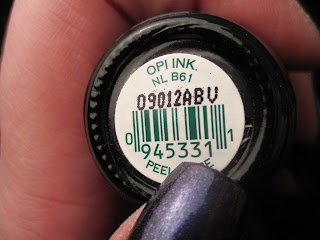 OPI INK.
NL B61
09012ABV
0 945331 1
PEEL